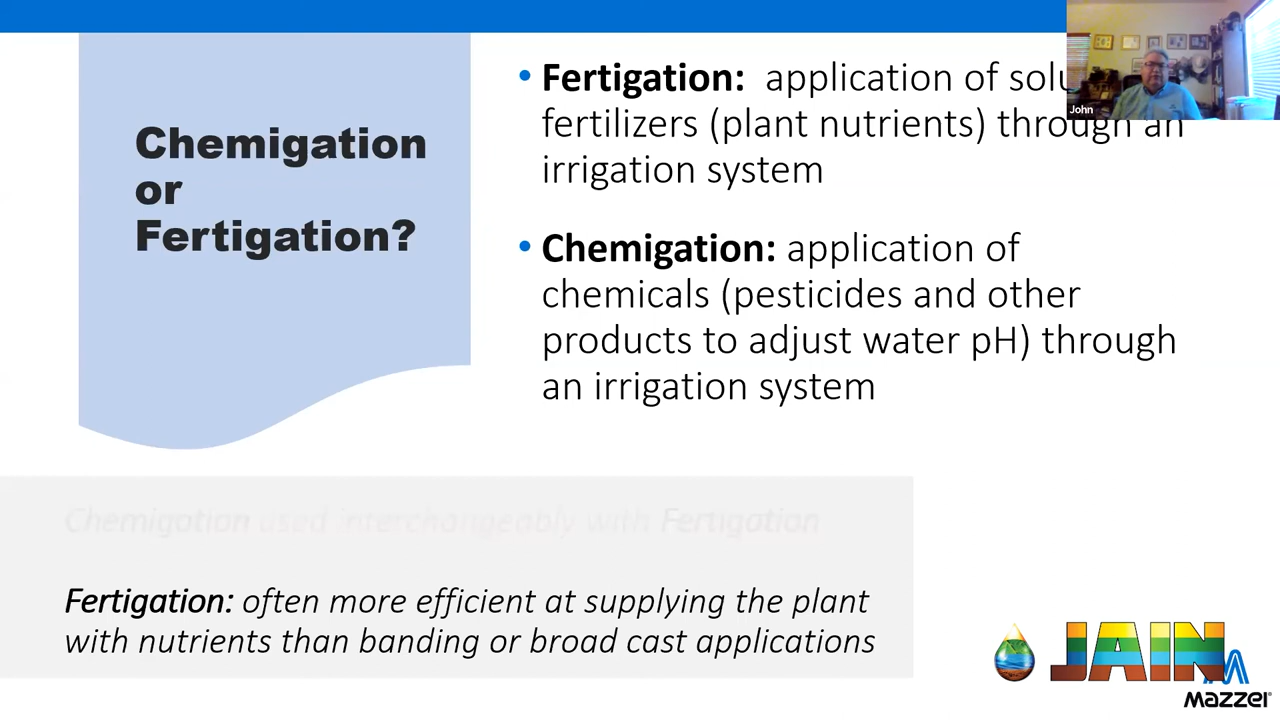 Chemigation
or
Fertigation?
• Fertigation: application of
fertilizers (plant nutrients) through an
irrigation system
• Chemigation: application of
chemicals (pesticides and other
products to adjust water pH) through
an irrigation system
Chemigation used interchangeably with Fertigation
Fertigation: often more efficient at supplying the plant
with nutrients than banding or broad cast applications
John
JAIN
Mazzei